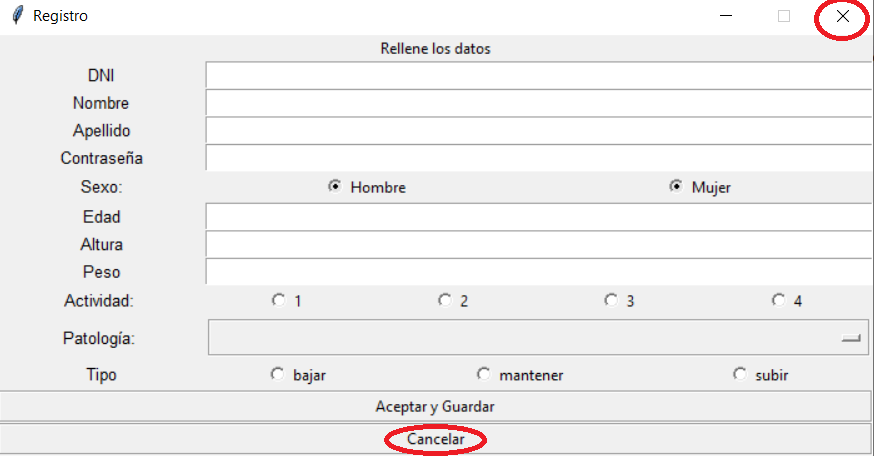 Registro
Rellene los datos
DNI
Nombre
Apellido
Contraseña
Sexo: Hombre Mujer
Edad
Altura
Peso
Actividad: 1 2 3 4
Patología:
Tipo bajar mantener subir
Aceptar y Guardar
Cancelar